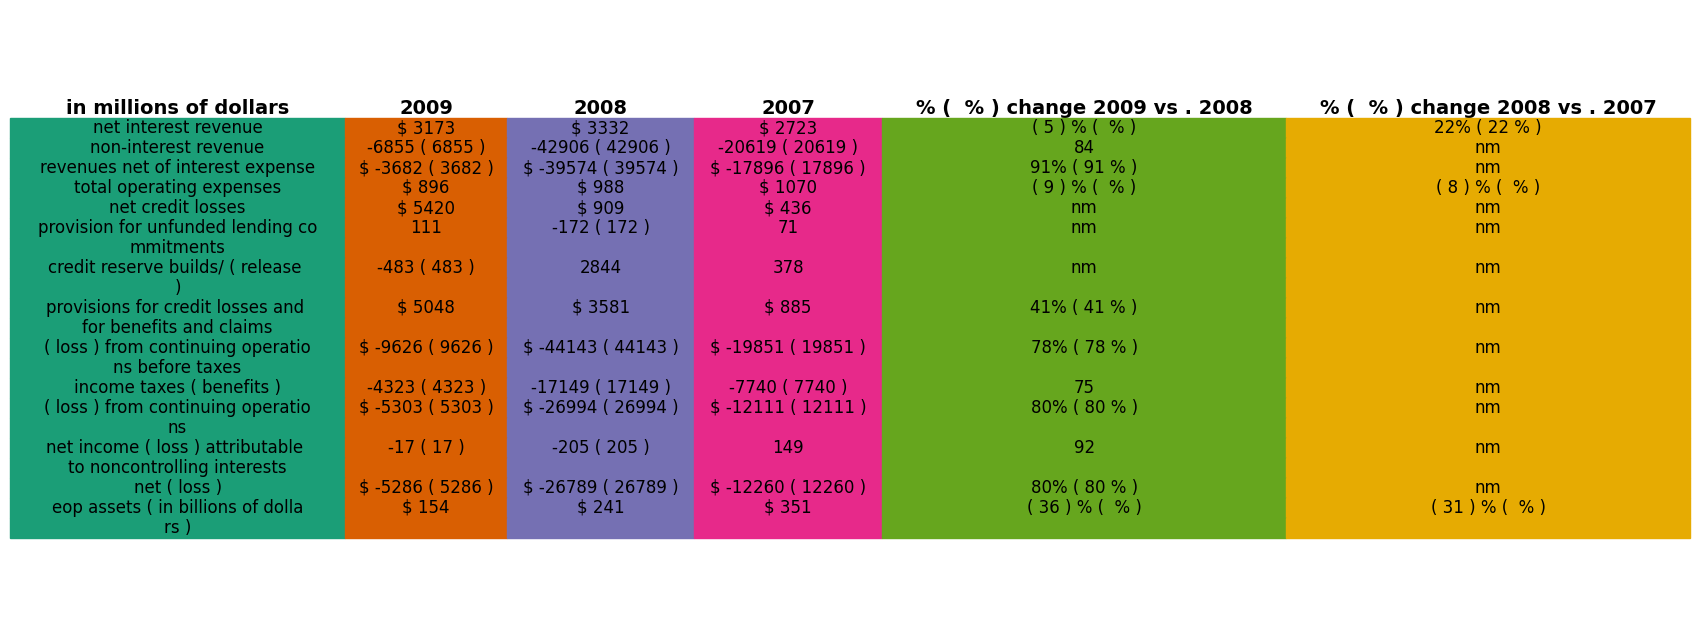 in millions of dollars 2009 2008 2007 % ( % ) change 2009 vs . 2008 % ( % ) change 2008 vs . 2007
net interest revenue $ 3173 $ 3332 $ 2723 ( 5 ) % ( % ) 22% ( 22 % )
non-interest revenue -6855 ( 6855 ) -42906 ( 42906 ) -20619 ( 20619 ) 84 nm
revenues net of interest expense $ -3682 ( 3682 ) $ -39574 ( 39574 ) $ -17896 ( 17896 ) 91% ( 91 % ) nm
total operating expenses $ 896 $ 988 $ 1070 ( 9 ) % ( % ) ( 8 ) % ( % )
net credit losses $ 5420 $ 909 $ 436 nm nm
provision for unfunded lending co 111 -172 ( 172 ) 71 nm nm
mmitments
credit reserve builds/ ( release -483 ( 483 ) 2844 378 nm nm
)
provisions for credit losses and $ 5048 $ 3581 $ 885 41% ( 41 % ) nm
for benefits and claims
( loss ) from continuing operatio $ -9626 ( 9626 ) $ -44143 ( 44143 ) $ -19851 ( 19851 ) 78% ( 78 % ) nm
ns before taxes
income taxes ( benefits ) -4323 ( 4323 ) -17149 ( 17149 ) -7740 ( 7740 ) 75 nm
( loss ) from continuing operatio $ -5303 ( 5303 ) $ -26994 ( 26994 ) $ -12111 ( 12111 ) 80% ( 80 % ) nm
ns
net income ( loss ) attributable -17 ( 17 ) -205 ( 205 ) 149 92 nm
to noncontrolling interests
net ( loss ) $ -5286 ( 5286 ) $ -26789 ( 26789 ) $ -12260 ( 12260 ) 80% ( 80 % ) nm
eop assets ( in billions of dolla $ 154 $ 241 $ 351 ( 36 ) % ( % ) ( 31 ) % ( % )
rs )